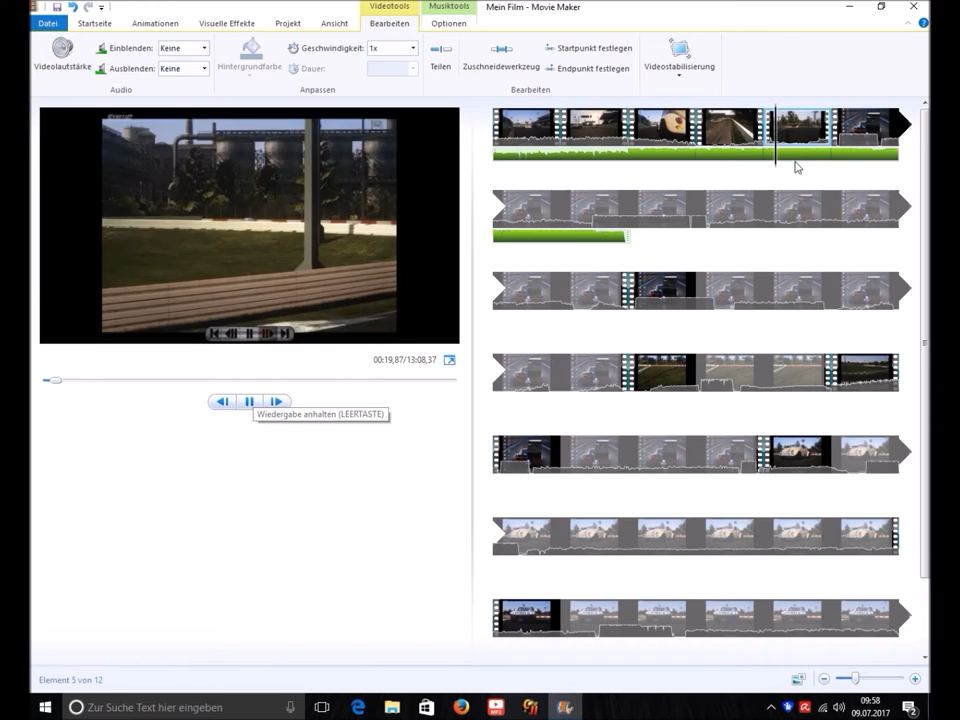 Videotools
Musiktools
Mein Film - Movie Maker
Datei
Startseite
Animationen
Visuelle Effekte
Projekt
Ansicht
Bearbeiten
Optionen
Videolautstärke
Einblenden: Keine
Ausblenden: Keine
Audio
Hintergrundfarbe
Geschwindigkeit: 1x
Dauer:
Anpassen
Teilen
Zuschneidewerkzeug
Startpunkt festlegen
Endpunkt festlegen
Bearbeiten
Videostabilisierung
00:19,87/13:08,37
Wiedergabe anhalten (LEERTASTE)
Element 5 von 12
Zur Suche Text hier eingeben
MP3
09:58
09.07.2017
2